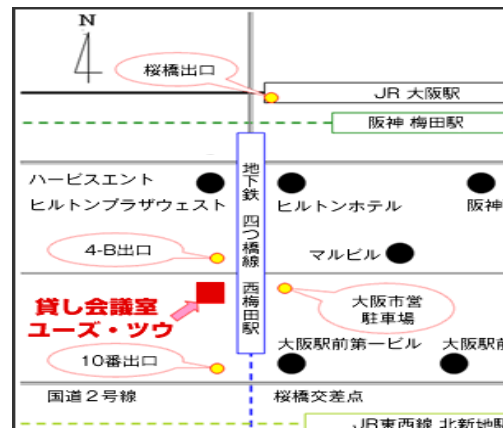 N
桜橋出口
JR 大阪駅
阪神 梅田駅
ハービスエント
ヒルトンプラザウェスト
地下鉄 四つ橋線 西梅田駅
ヒルトンホテル
阪神
4-B出口
マルビル
貸し会議室
ユーズ・ツウ
大阪市営
駐車場
10番出口
大阪駅前第一ビル
大阪駅前
国道2号線
桜橋交差点
JR東西線 北新地駅